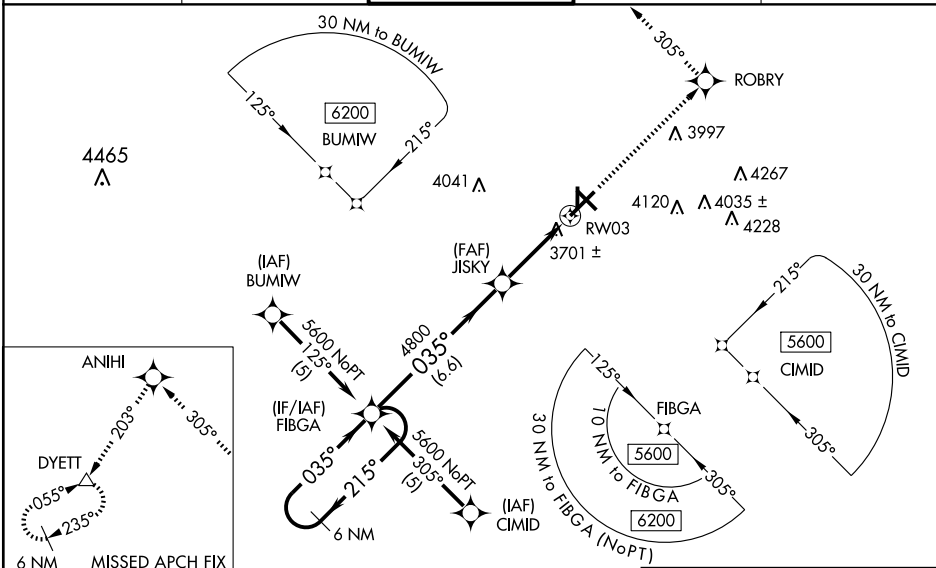 30 NM to BUMIW
125°
6200
BUMIW
215°
305°
ROBRY
3997
4465
4041
4267
4120
4035 ±
4228
RW03
3701 ±
(FAF)
JISKY
(IAF)
BUMIW
5600 NoPT
125°
(5)
4800
035°
(6.6)
215°
30 NM to CIMID
5600
CIMID
305°
ANIHI
203°
305°
DYETT
055°
235°
6 NM
MISSED APCH FIX
(IF/IAF)
FIBGA
035°
215°
6 NM
5600 NoPT
305°
(5)
(IAF)
CIMID
125°
FIBGA
5600
10 NM to FIBGA
305°
6200
30 NM to FIBGA (NoPT)